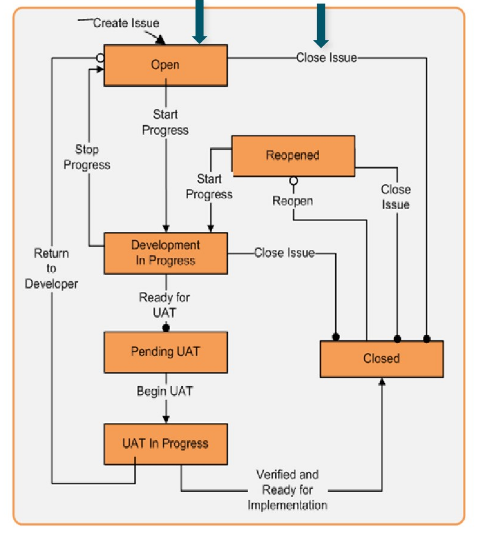 Create Issue
Open
Close Issue
Start
Progress
Stop
Progress
Reopened
Start
Progress
Reopen
Close
Issue
Return
to
Developer
Development
In Progress
Close Issue
Ready for
UAT
Pending UAT
Closed
Begin UAT
UAT In Progress
Verified and
Ready for
Implementation